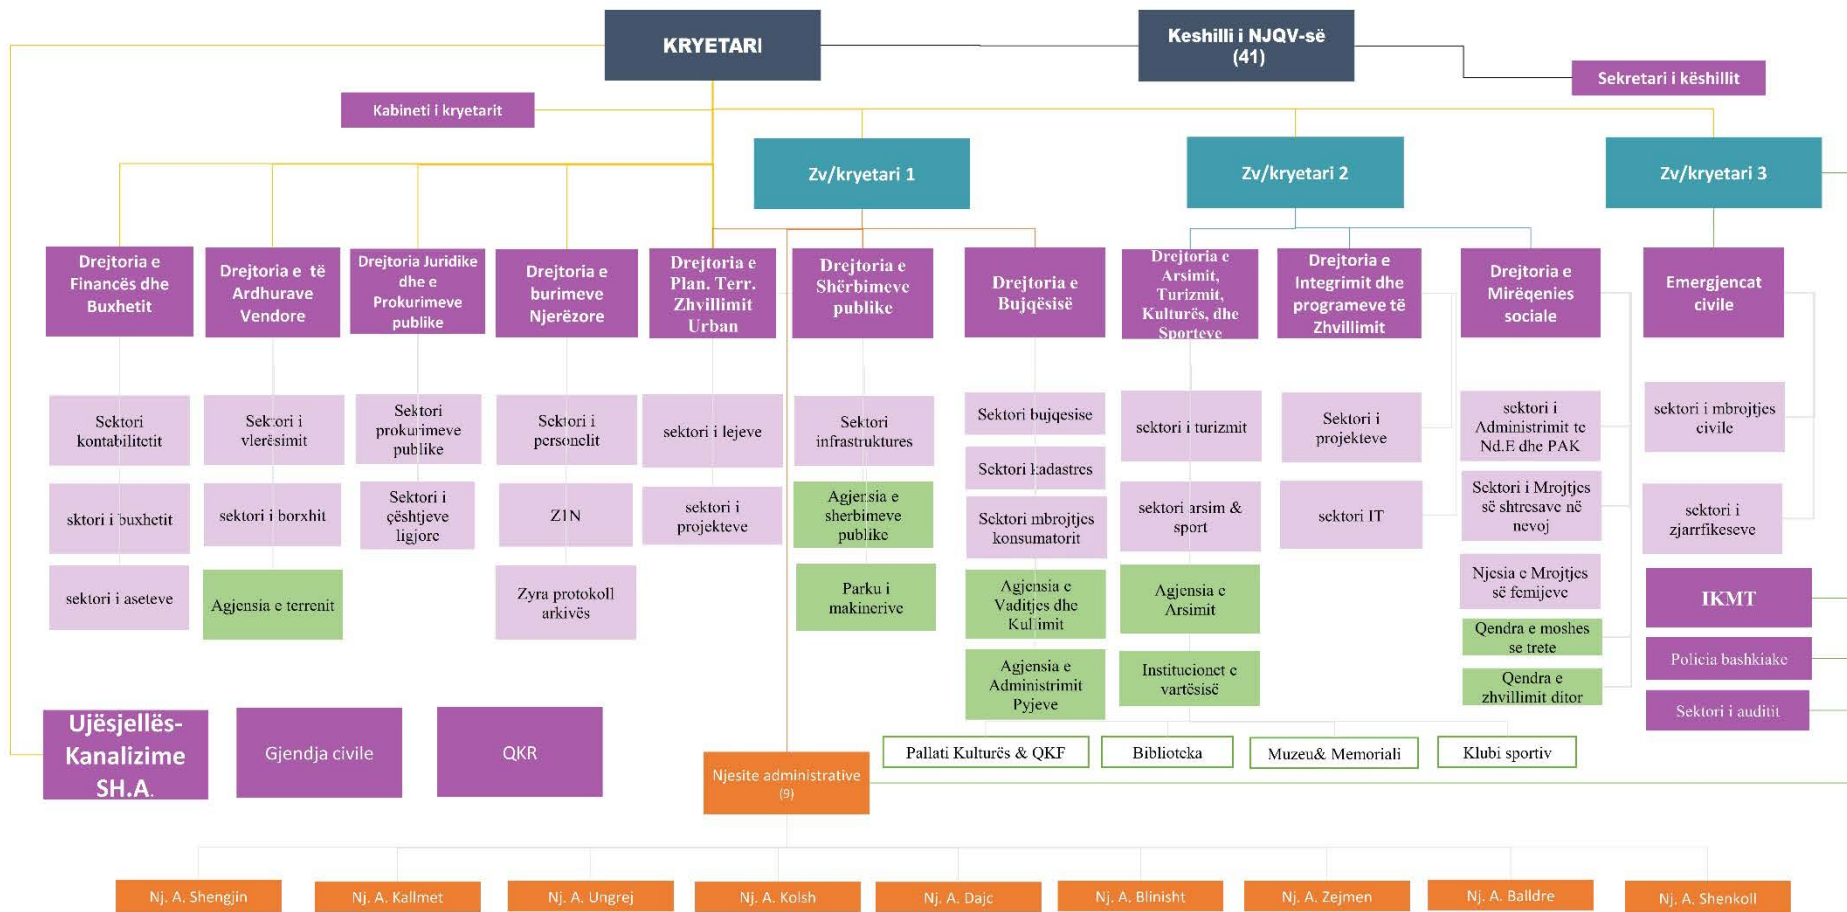 KRYETARI
Keshilli i NJQV-së
(41)
Sekretari i këshillit
Kabineti i kryetarit
Zv/kryetari 1
Zv/kryetari 2
Zv/kryetari 3
Drejtoria e
Financës dhe
Buxhetit
Drejtoria e të
Ardhurave
Vendore
Drejtoria Juridike
dhe e
Prokurimeve
publike
Drejtoria e
burimeve
Njerëzore
Drejtoria e
Plan. Terr.
Zhvillimit
Urban
Drejtoria e
Shërbimeve
publike
Drejtoria e
Bujqësisë
Drejtoria e
Arsimit,
Turizmit,
Kulturës, dhe
Sporteve
Drejtoria e
Integrimit dhe
programeve të
Zhvillimit
Drejtoria e
Mirëqenies
sociale
Emergjencat
civile
Sektori
kontabilitetit
Sektori i
vlerësimit
Sektori
prokurimeve
publike
Sektori i
personelit
sektori i lejeve
Sektori
infrastruktures
Sektori bujqesise
sektori i turizmit
Sektori i
projekteve
sektori i
Administrimit te
Nd.E dhe PAK
sektori i mbrojtjes
civile
Sektori kadastres
sktori i buxhetit
sektori i borxhit
Sektori i
çështjeve
ligjore
ZIN
sektori i
projekteve
Agjensia e
sherbimeve
publike
Sektori mbrojtjes
konsumatorit
sektori arsim &
sport
sektori IT
Sektori i Mrojtjes
së shtresave në
nevoj
sektori i
zjarrfikeseve
sektori i aseteve
Agjensia e terrenit
Zyra protokoll
arkivës
Parku i
makinerive
Agjensia e
Vaditjes dhe
Kullimit
Agjensia e
Arsimit
Njesia e Mrojtjes
së femijeve
IKMT
Qendra e moshes
se trete
Policia bashkiake
Agjensia e
Administrimit
Pyjeve
Institucionet e
vartësisë
Qendra e
zhvillimit ditor
Sektori i auditit
Ujësjellës-
Kanalizime
SH.A.
Gjendja civile
QKR
Pallati Kulturës & QKF
Biblioteka
Muzeu& Memoriali
Klubi sportiv
Njesite administrative
(9)
Nj. A. Shengjin
Nj. A. Kallmet
Nj. A. Ungrej
Nj. A. Kolsh
Nj. A. Dajc
Nj. A. Blinisht
Nj. A. Zejmen
Nj. A. Balldre
Nj. A. Shenkoll